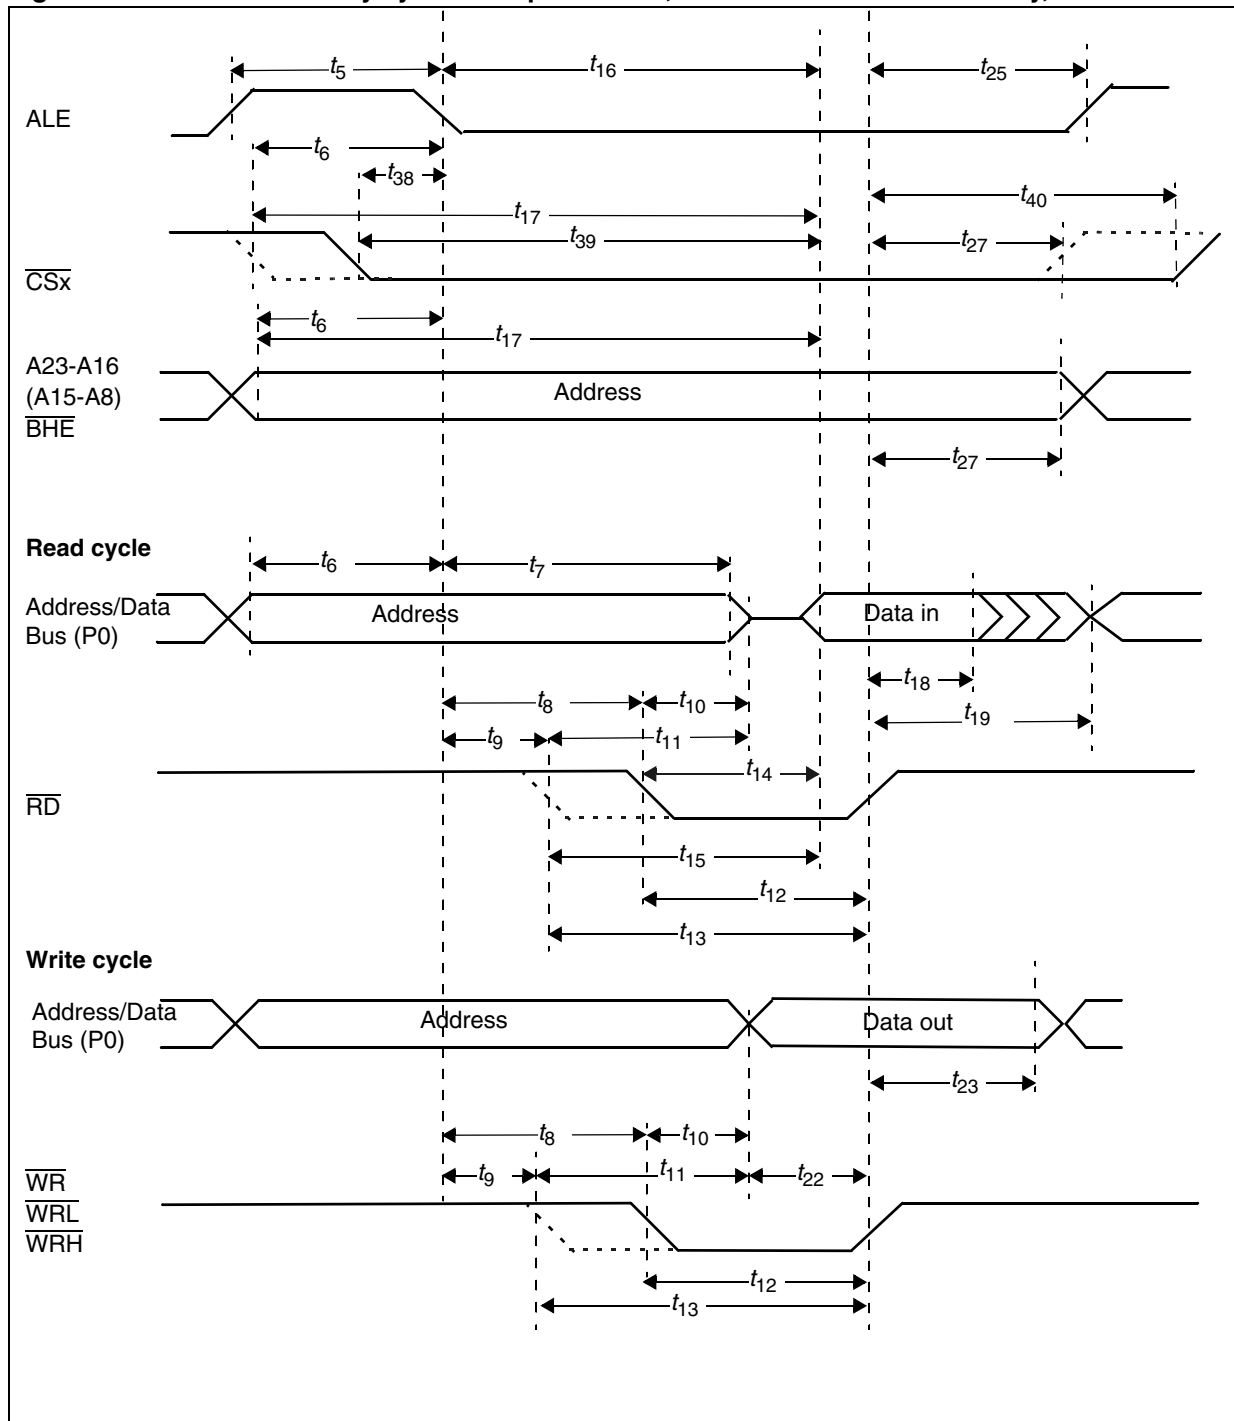 t5 t16 t25
ALE
t6
t38
t40
t17
t39
t27
CSx
t6
t17
A23-A16
(A15-A8)
BHE
Address
t27
Read cycle
t6 t7
Address/Data
Bus (P0)
Address
Data in
t18
t8 t10
t19
t9 t11
t14
RD
t15
t12
t13
Write cycle
Address/Data
Bus (P0)
Address
Data out
t23
t8 t10
t9 t11 t22
WR
WRL
WRH
t12
t13